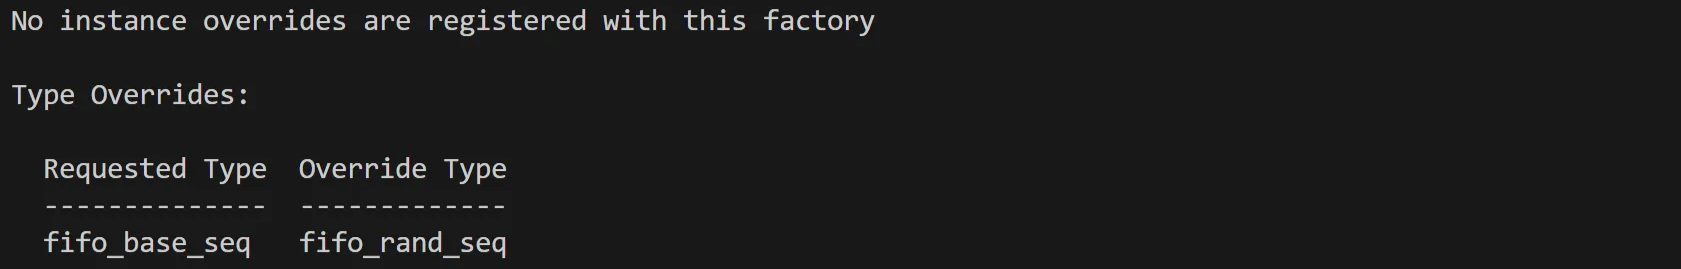 No instance overrides are registered with this factory
Type Overrides:
Requested Type  Override Type
--------------  -------------
fifo_base_seq   fifo_rand_seq